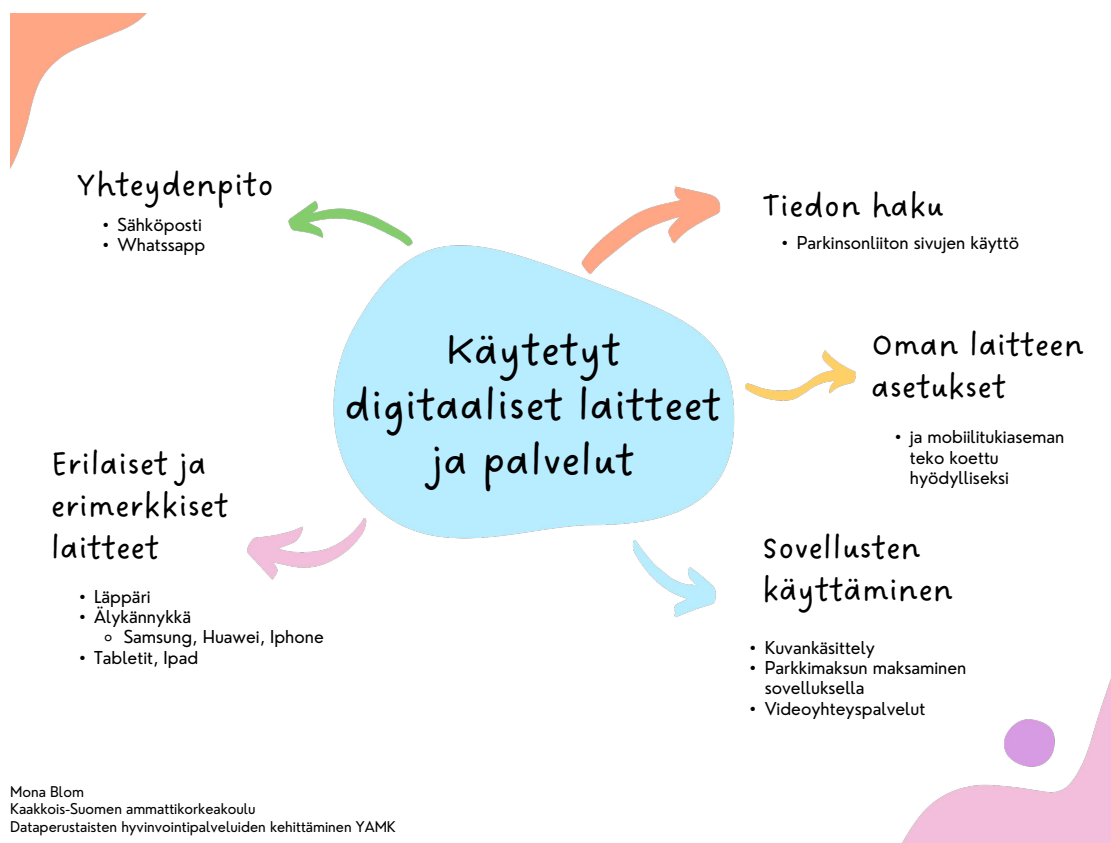 Yhteydenpito
• Sähköposti
• Whatssapp
Tiedon haku
• Parkinsonliiton sivujen käyttö
Käytetyt
digitaaliset laitteet
ja palvelut
Oman laitteen
asetukset
• ja mobiilitukiaseman
teko koettu
hyödylliseksi
Erilaiset ja
erimerkkiset
laitteet
• Läppäri
• Älykännykkä
◦ Samsung, Huawei, Iphone
• Tabletit, Ipad
Sovellusten
käyttäminen
• Kuvankäsittely
• Parkkimaksun maksaminen
sovelluksella
• Videoyhteyspalvelut
Mona Blom
Kaakkois-Suomen ammattikorkeakoulu
Dataperustaisten hyvinvointipalveluiden kehittäminen YAMK